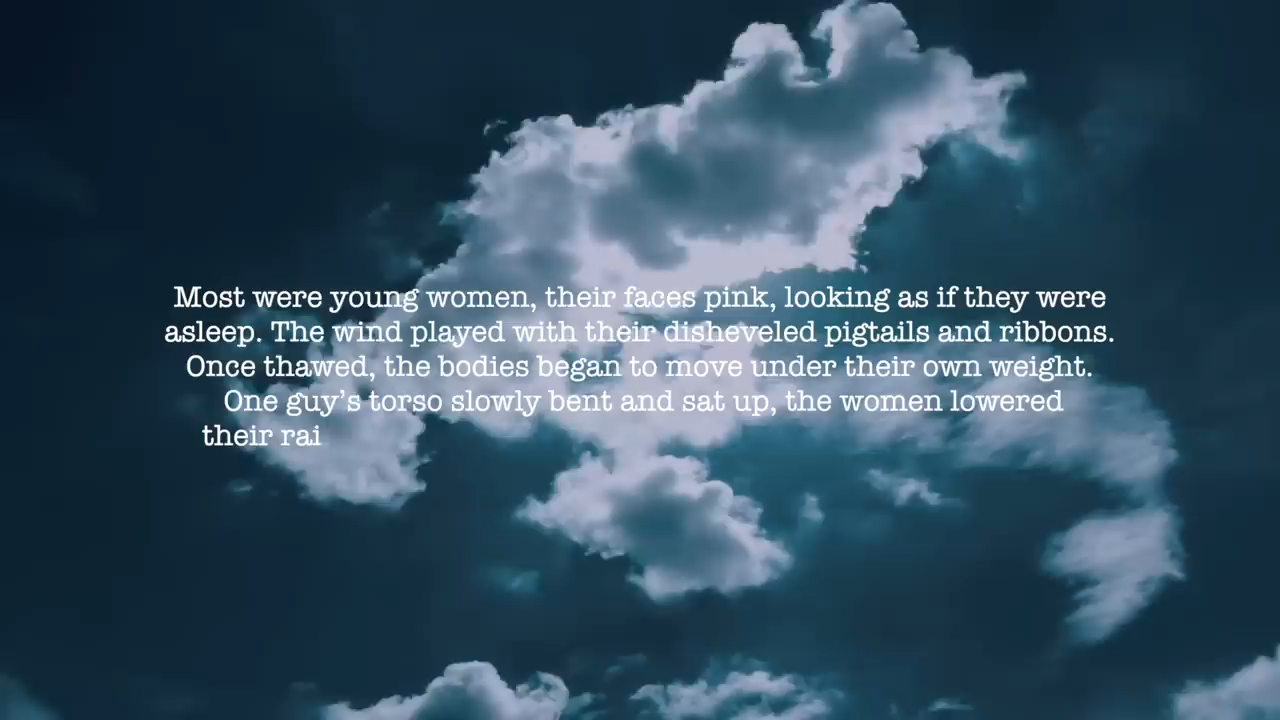 Most were young women, their faces pink, looking as if they were
asleep. The wind played with their disheveled pigtails and ribbons.
Once thawed, the bodies began to move under their own weight.
One guy’s torso slowly bent and sat up, the women lowered
their rai